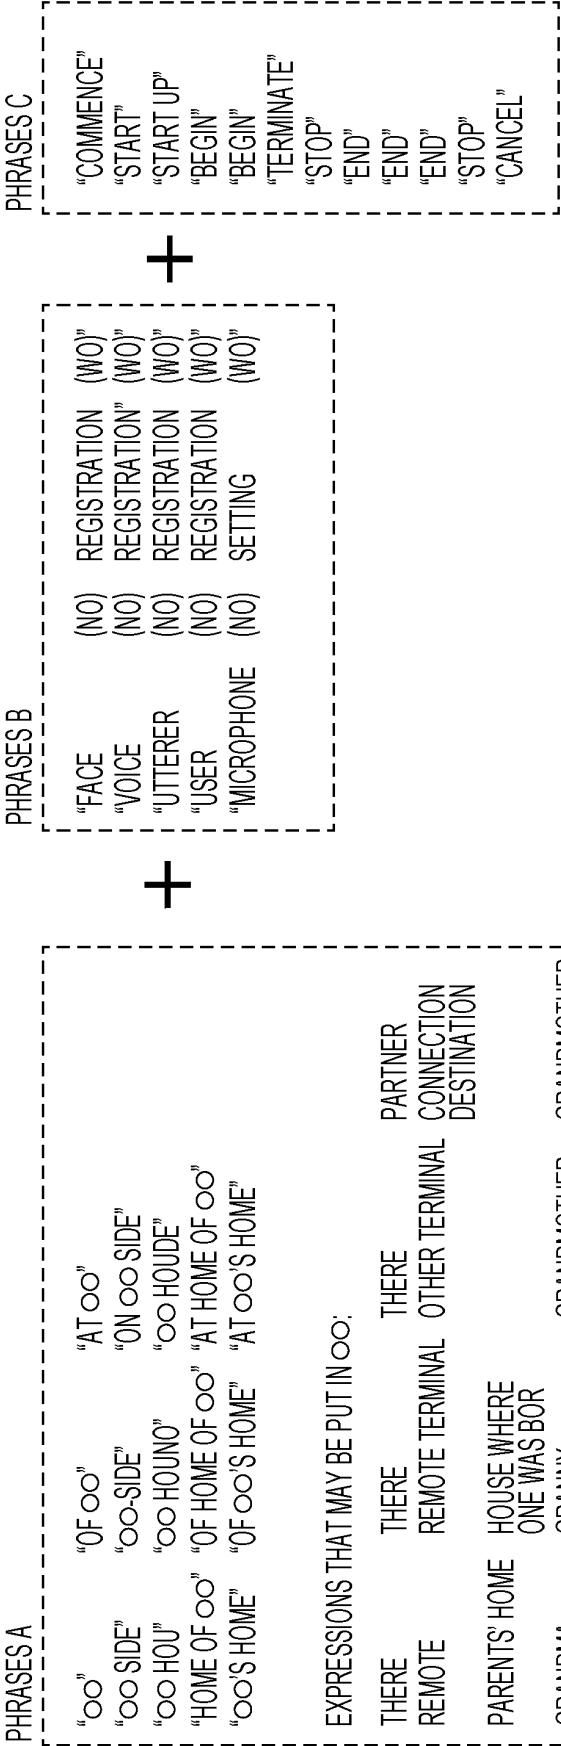 PHRASES A
"○○" "OF ○○" "AT ○○"
"○○ SIDE" "○○-SIDE" "ON ○○ SIDE"
"○○ HOU" "○○ HOUNO" "○○ HOUDE"
"HOME OF ○○" "OF HOME OF ○○" "AT HOME OF ○○"
"○○'S HOME" "OF ○○'S HOME" "AT ○○'S HOME"
EXPRESSIONS THAT MAY BE PUT IN ○○:
THERE THERE THERE PARTNER
REMOTE REMOTE TERMINAL OTHER TERMINAL CONNECTION
DESTINATION
PARENTS' HOME HOUSE WHERE
ONE WAS BOR
+
PHRASES B
"FACE (NO) REGISTRATION (WO)"
"VOICE (NO) REGISTRATION" (WO)"
"UTTERER (NO) REGISTRATION (WO)"
"USER (NO) REGISTRATION (WO)"
"MICROPHONE (NO) SETTING (WO)"
+
PHRASES C
"COMMENCE"
"START"
"START UP"
"BEGIN"
"BEGIN"
"TERMINATE"
"STOP"
"END"
"END"
"END"
"STOP"
"CANCEL"